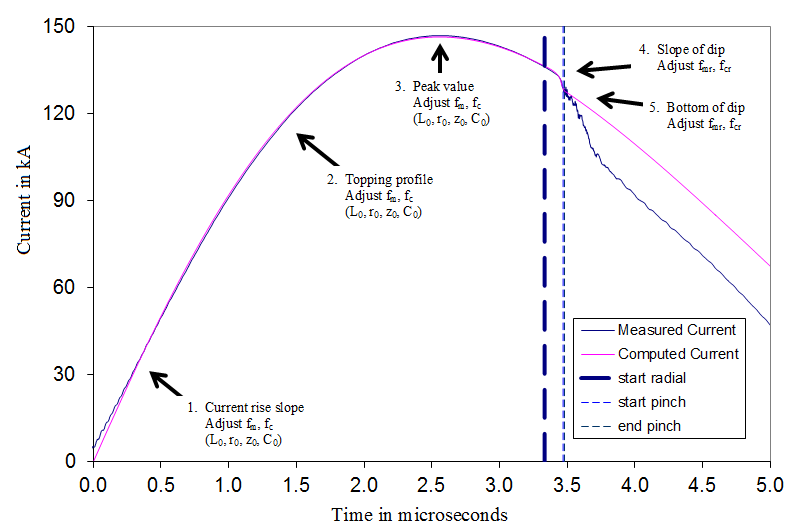 150
120
90
60
30
0
Current in kA
0.0 0.5 1.0 1.5 2.0 2.5 3.0 3.5 4.0 4.5 5.0
Time in microseconds
1. Current rise slope
Adjust fm, fc
(L0, r0, z0, C0)
2. Topping profile
Adjust fm, fc
(L0, r0, z0, C0)
3. Peak value
Adjust fm, fc
(L0, r0, z0, C0)
4. Slope of dip
Adjust fmr, fcr
5. Bottom of dip
Adjust fmr, fcr
Measured Current
Computed Current
start radial
start pinch
end pinch